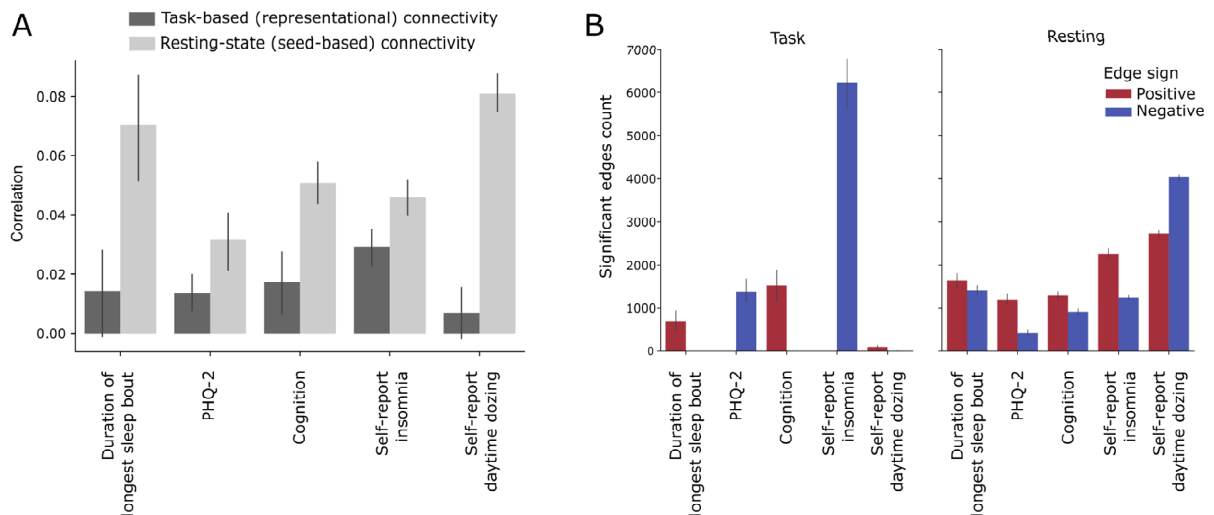 A
Task-based (representational) connectivity
Resting-state (seed-based) connectivity
Correlation
0.08
0.06
0.04
0.02
0.00
Duration of
longest sleep bout
PHQ-2
Cognition
Self-report
insomnia
Self-report
daytime dozing
B
Task
Resting
Significant edges count
7000
6000
5000
4000
3000
2000
1000
0
Edge sign
Positive
Negative
Duration of
longest sleep bout
PHQ-2
Cognition
Self-report
insomnia
Self-report
daytime dozing
Duration of
longest sleep bout
PHQ-2
Cognition
Self-report
insomnia
Self-report
daytime dozing